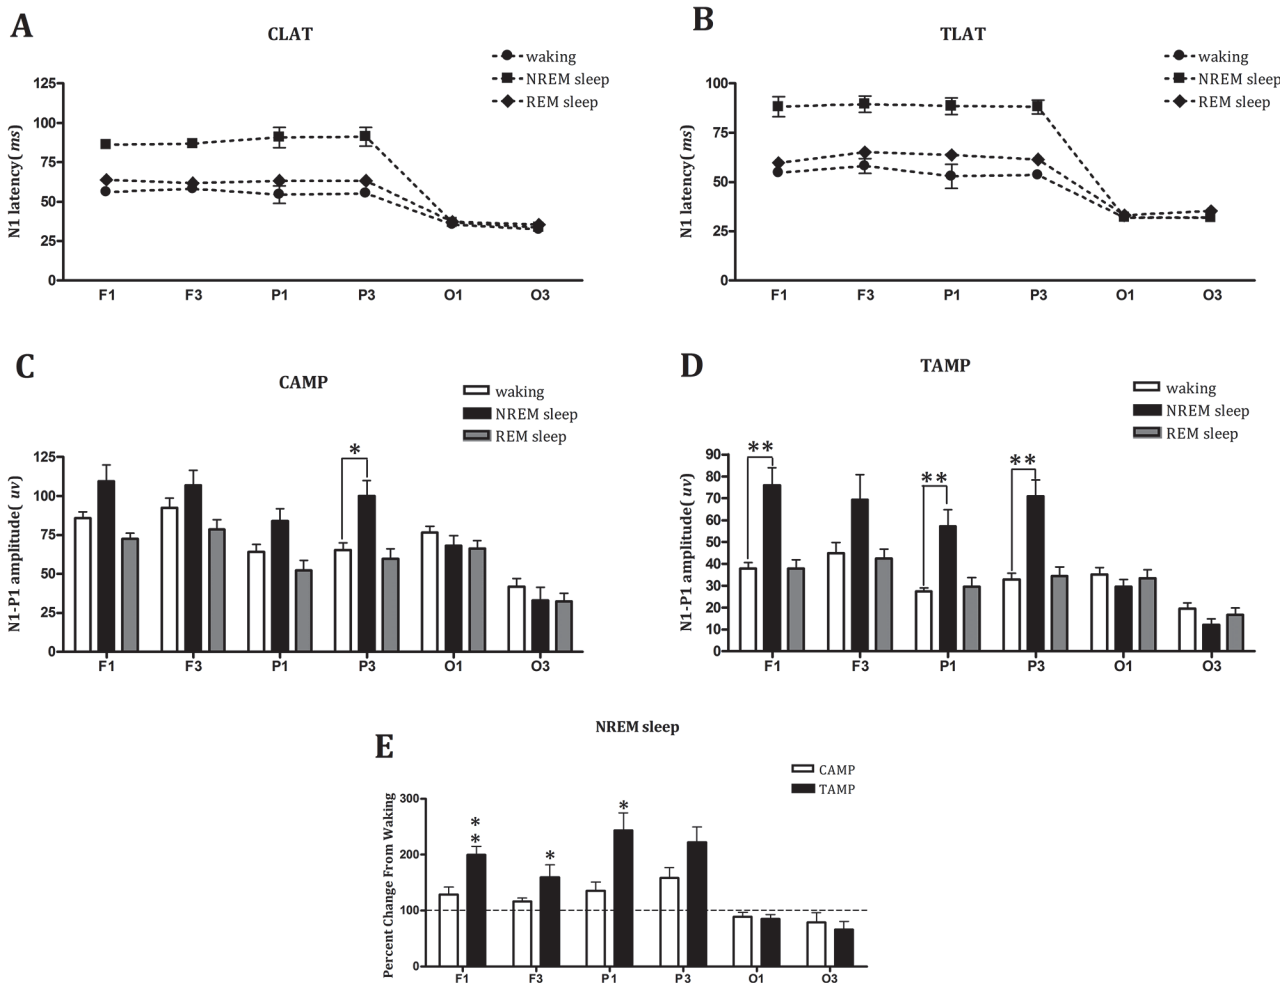 A
CLAT
waking
NREM sleep
REM sleep
N1 latency( ms)
125
100
75
50
25
0
F1 F3 P1 P3 O1 O3
B
TLAT
waking
NREM sleep
REM sleep
N1 latency( ms)
100
75
50
25
0
F1 F3 P1 P3 O1 O3
C
CAMP
waking
NREM sleep
REM sleep
N1-P1 amplitude( uv)
125
100
75
50
25
0
*
F1 F3 P1 P3 O1 O3
D
TAMP
waking
NREM sleep
REM sleep
N1-P1 amplitude( uv)
90
80
70
60
50
40
30
20
10
0
** ** **
F1 F3 P1 P3 O1 O3
NREM sleep
E
CAMP
TAMP
Percent Change From Waking
300
200
100
0
*
*
*
*
F1 F3 P1 P3 O1 O3